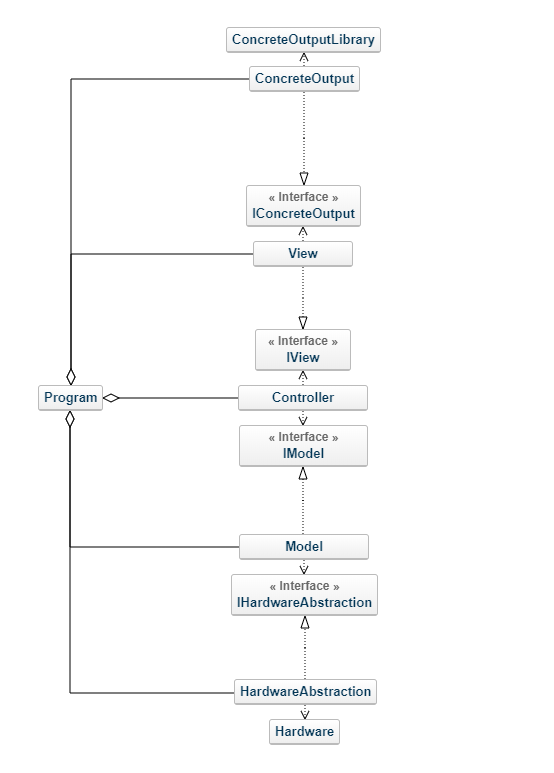 ConcreteOutputLibrary
ConcreteOutput
« Interface »
IConcreteOutput
View
« Interface »
IView
Program
Controller
« Interface »
IModel
Model
« Interface »
IHardwareAbstraction
HardwareAbstraction
Hardware